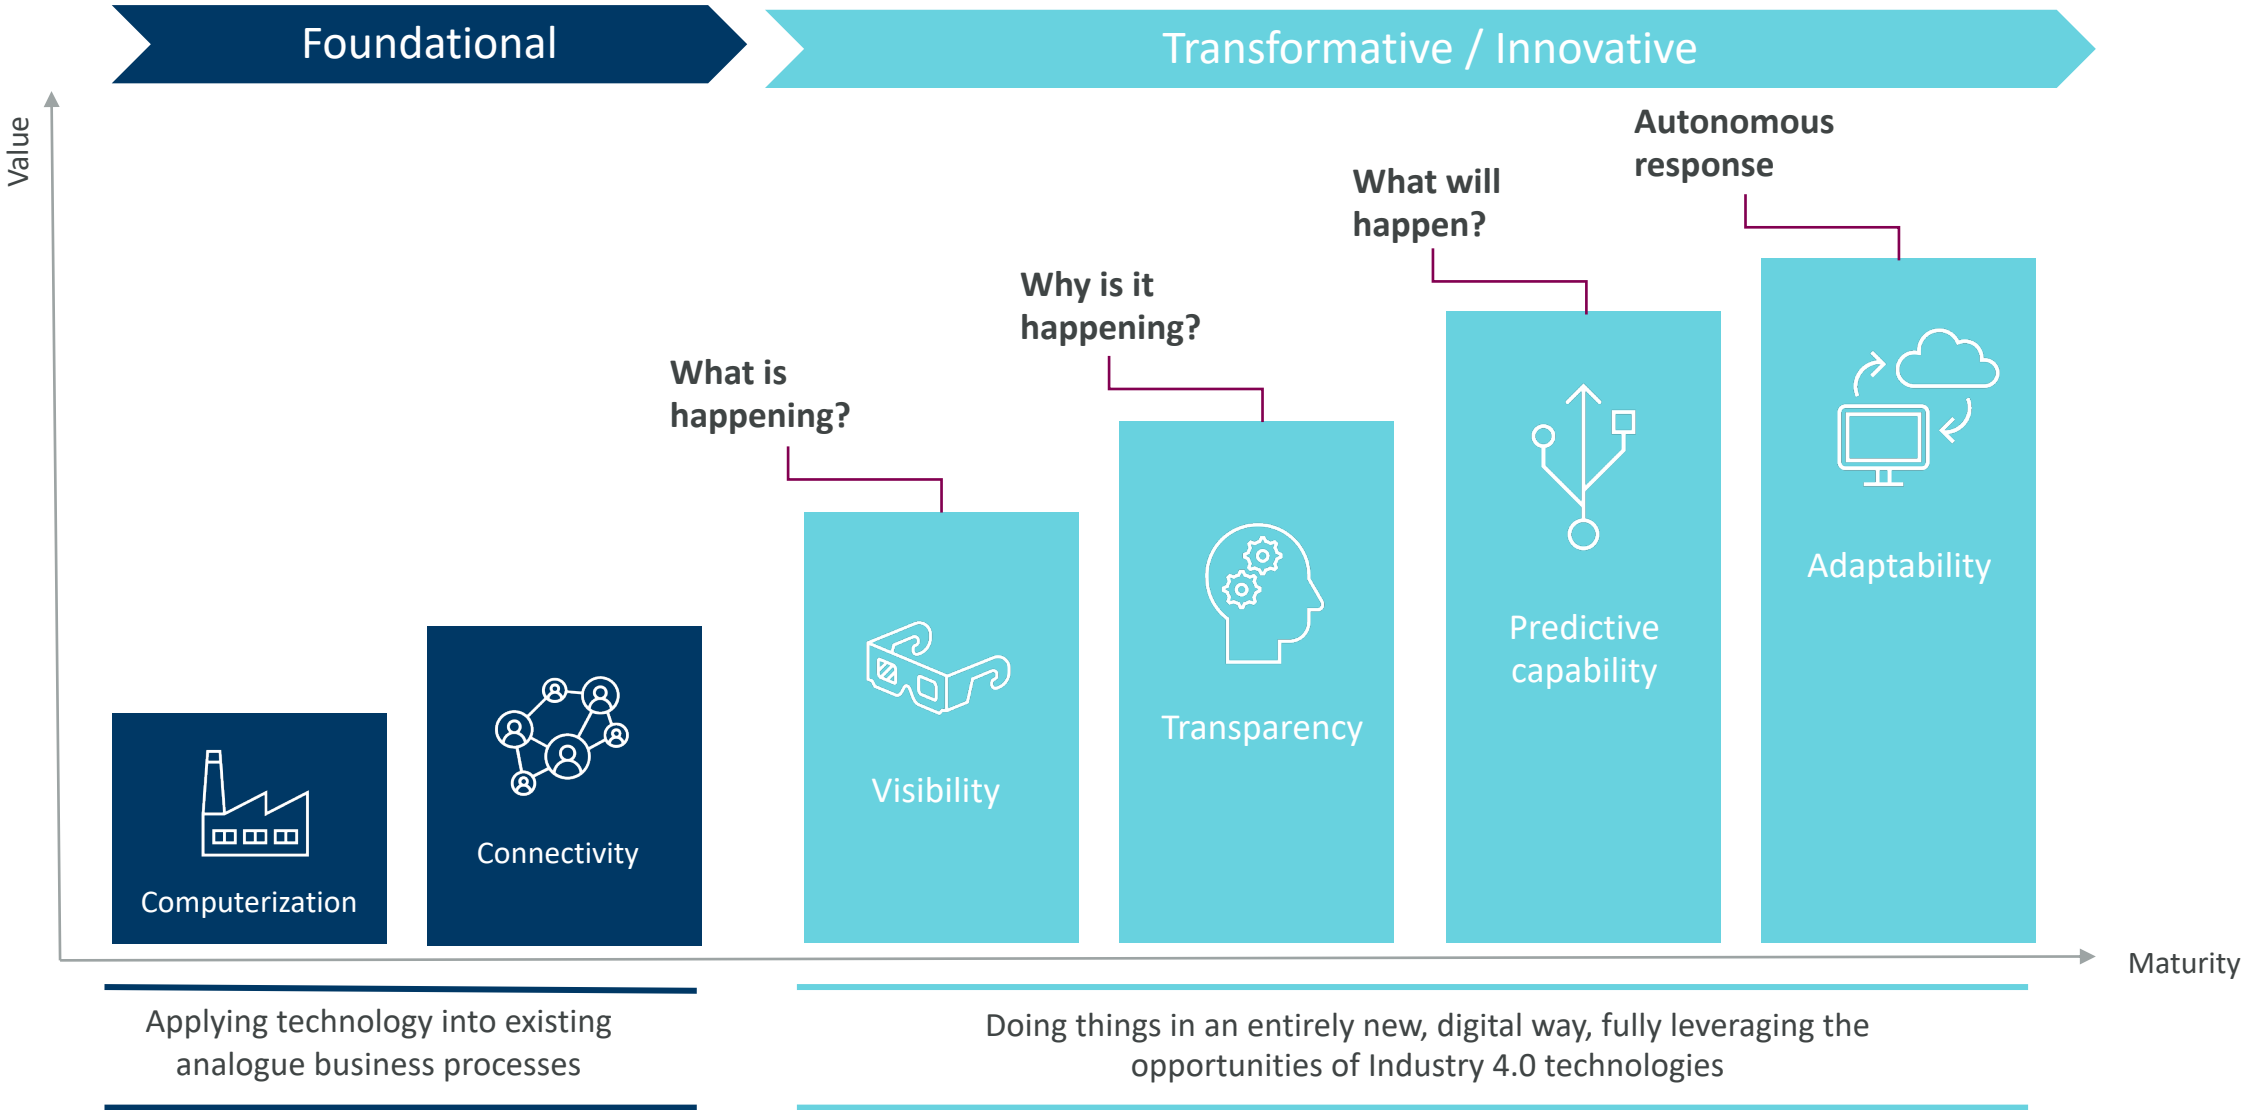 Foundational
Transformative / Innovative
Value
Autonomous
response
What will
happen?
Why is it
happening?
What is
happening?
Computerization
Connectivity
Visibility
Transparency
Predictive
capability
Adaptability
Maturity
Applying technology into existing
analogue business processes
Doing things in an entirely new, digital way, fully leveraging the
opportunities of Industry 4.0 technologies